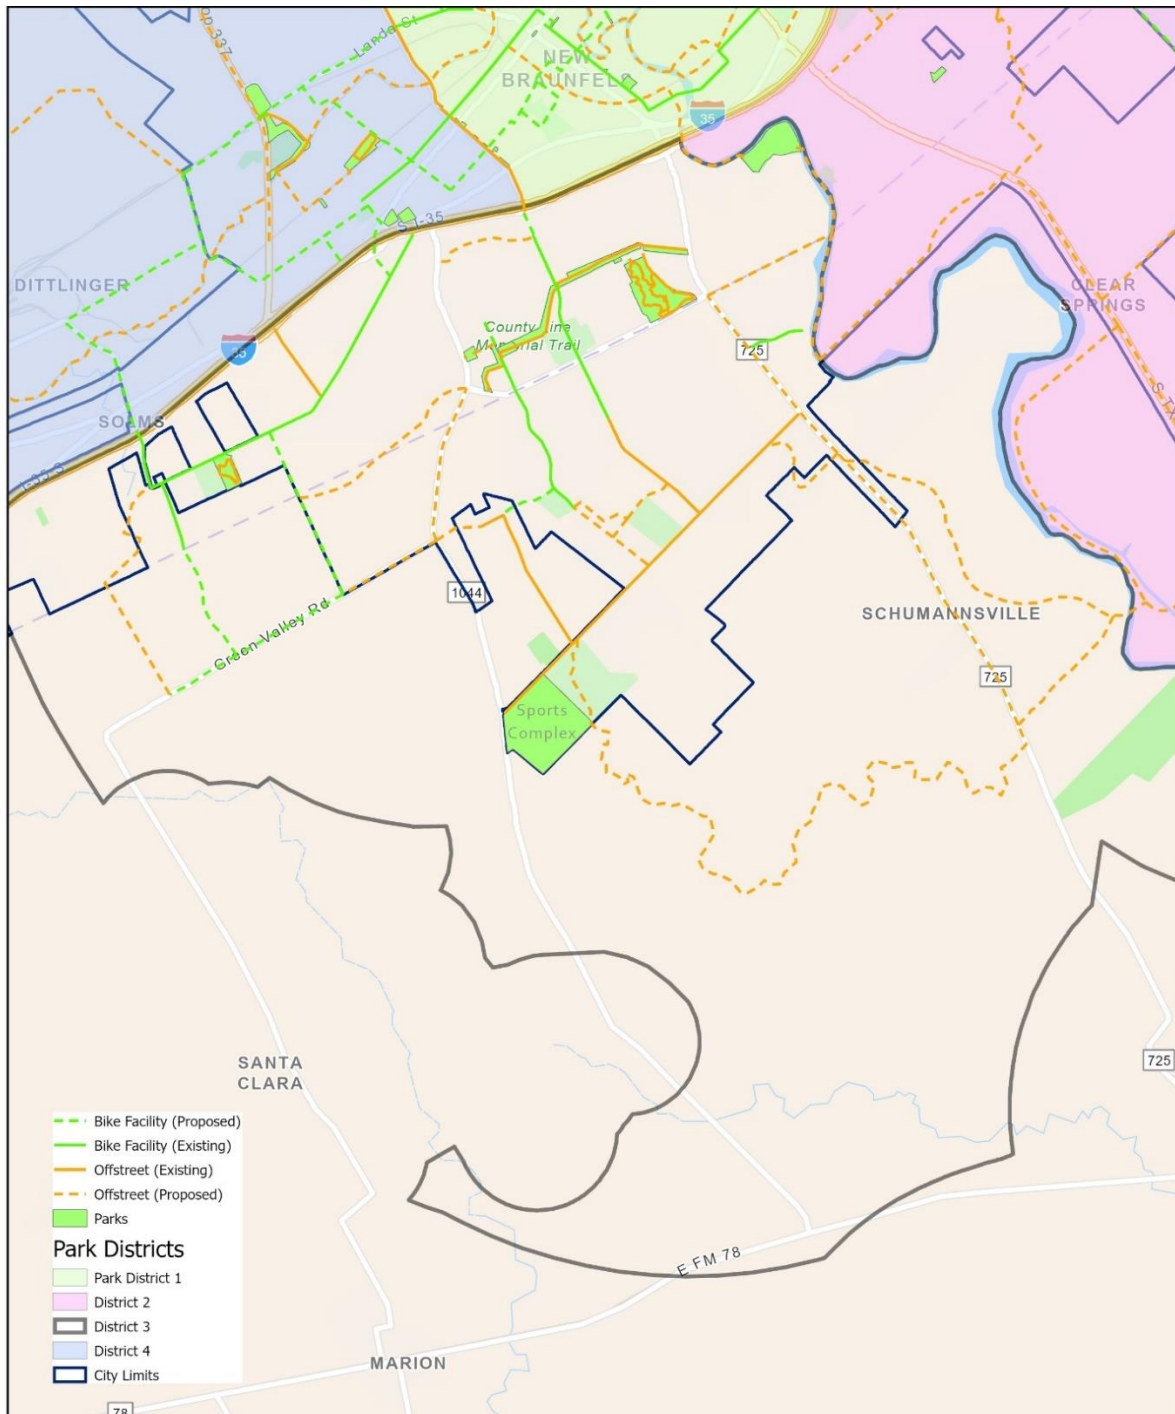 Landa St
NEW
BRAUNFELS
35
S I-35
DITTLINGER
CLEAR
SPRINGS
County Line
Memorial Trail
35
725
SOLMS
I-35 S
1044
SCHUMANNSVILLE
Green Valley Rd
725
Sports
Complex
SANTA
CLARA
725
Bike Facility (Proposed)
Bike Facility (Existing)
Offstreet (Existing)
Offstreet (Proposed)
Parks
Park Districts
Park District 1
District 2
District 3
District 4
City Limits
E FM 78
MARION
78